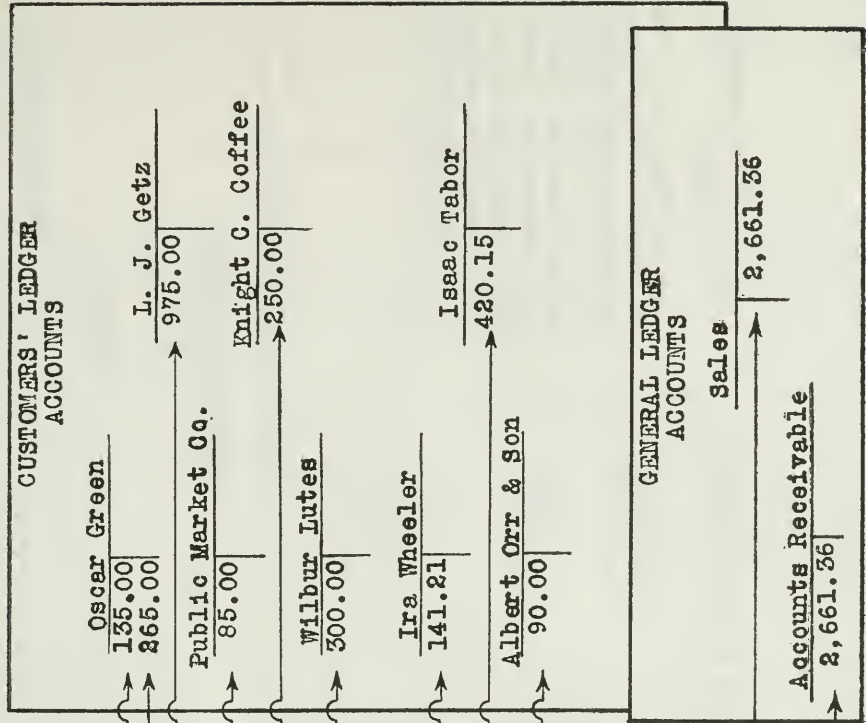 CUSTOMERS' LEDGER
ACCOUNTS
Oscar Green
135.00
265.00
L. J. Getz
975.00
Public Market Co.
85.00
Knight C. Coffee
250.00
Wilbur Lutes
300.00
Ira Wheeler
141.21
Isaac Tabor
420.15
Albert Orr & Son
90.00
GENERAL LEDGER
ACCOUNTS
Sales
2,661.36
Accounts Receivable
2,661.36